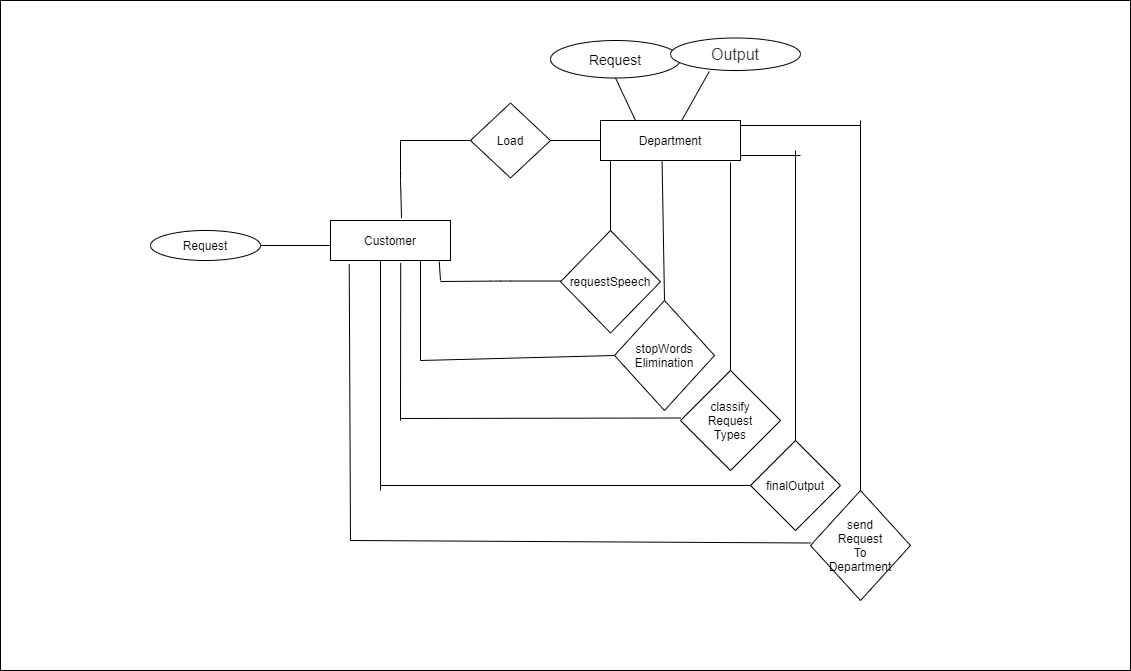 Output
Request
Load
Department
Customer
Request
requestSpeech
stopWords
Elimination
classify
Request
Types
finalOutput
send
Request
To
Department